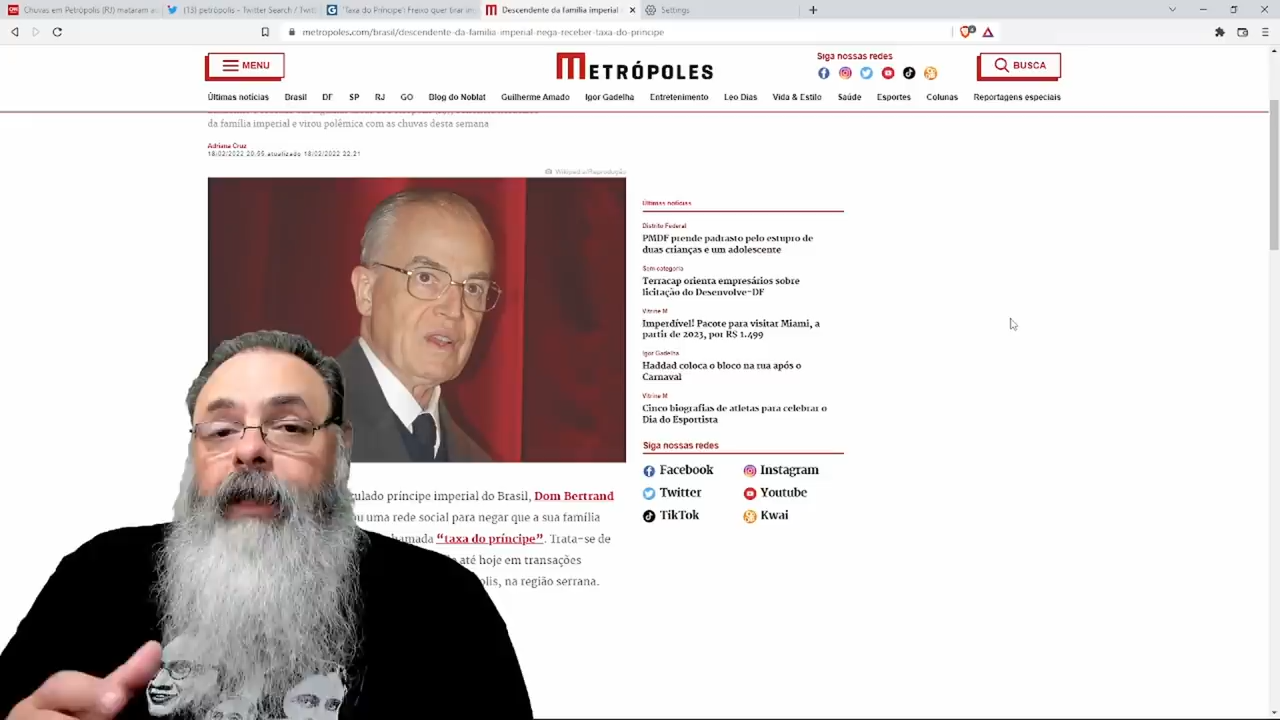 Chuvas em Petrópolis (RJ) mataram a
(13) petrópolis - Twitter Search / Twitt
'Taxa do Príncipe': Freixo quer tirar im
Descendente da família imperial
Settings
metropoles.com/brasil/descendente-da-familia-imperial-nega-receber-taxa-do-principe
MENU
METRÓPOLES
Siga nossas redes
BUSCA
Últimas notícias Brasil DF SP RJ GO Blog do Noblat Guilherme Amado Igor Gadelha Entretenimento Leo Dias Vida & Estilo Saúde Esportes Colunas Reportagens especiais
da família imperial e virou polêmica com as chuvas desta semana
Adriana Cruz
18/02/2022 20:55 atualizado 18/02/2022 22:21
Wikipedia/Reprodução
Últimas notícias
Distrito Federal
PMDF prende padrasto pelo estupro de
duas crianças e um adolescente
Sem categoria
Terracap orienta empresários sobre
licitação do Desenvolve-DF
Vitrine M
Imperdível! Pacote para visitar Miami, a
partir de 2023, por R$ 1.499
Igor Gadelha
Haddad coloca o bloco na rua após o
Carnaval
Vitrine M
Cinco biografias de atletas para celebrar o
Dia do Esportista
Siga nossas redes
Facebook Instagram
Twitter Youtube
TikTok Kwai
tulado príncipe imperial do Brasil, Dom Bertrand
ou uma rede social para negar que a sua família
chamada “taxa do príncipe”. Trata-se de
até hoje em transações
polis, na região serrana.